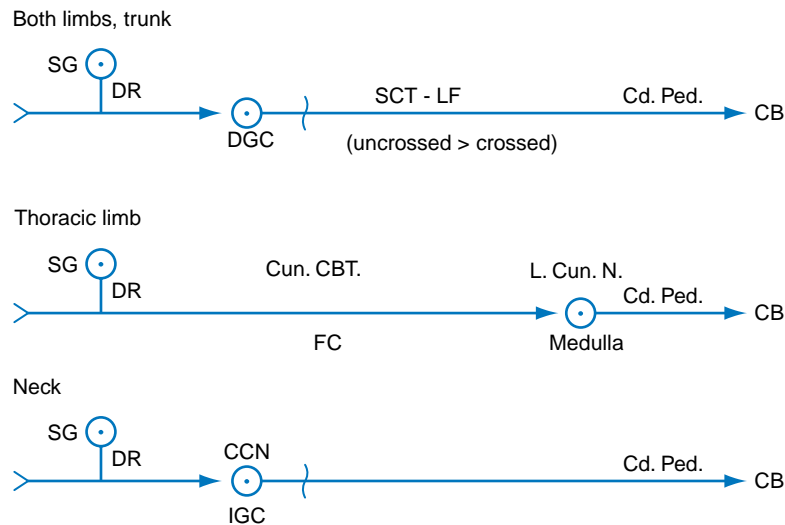 Both limbs, trunk
SG
DR
SCT - LF
Cd. Ped.
CB
DGC
(uncrossed > crossed)
Thoracic limb
SG
Cun. CBT.
L. Cun. N.
DR
Cd. Ped.
CB
FC
Medulla
Neck
SG
CCN
DR
Cd. Ped.
CB
IGC